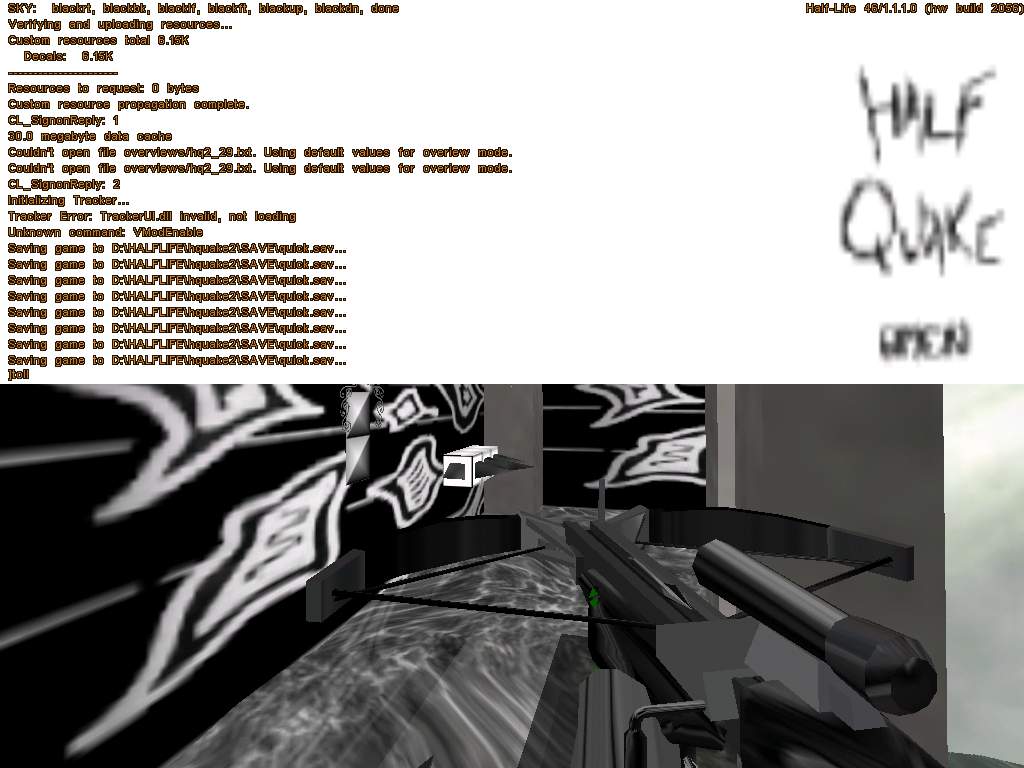 SKY: blackrt, blackbk, blacklf, blackft, blackup, blackdn, done
Half-Life 48/1.1.1.0 (hw build 2056)
Verifying and uploading resources...
Custom resources total 6.15K
Decals: 6.15K
----------------------
Resources to request: 0 bytes
Custom resource propagation complete.
CL_SignonReply: 1
30.0 megabyte data cache
Couldn't open file overviews/hq2_29.txt. Using default values for overiew mode.
Couldn't open file overviews/hq2_29.txt. Using default values for overiew mode.
CL_SignonReply: 2
Initializing Tracker...
Tracker Error: TrackerUI.dll invalid, not loading
Unknown command: VModEnable
Saving game to D:\HALFLIFE\hquake2\SAVE\quick.sav...
Saving game to D:\HALFLIFE\hquake2\SAVE\quick.sav...
Saving game to D:\HALFLIFE\hquake2\SAVE\quick.sav...
Saving game to D:\HALFLIFE\hquake2\SAVE\quick.sav...
Saving game to D:\HALFLIFE\hquake2\SAVE\quick.sav...
Saving game to D:\HALFLIFE\hquake2\SAVE\quick.sav...
Saving game to D:\HALFLIFE\hquake2\SAVE\quick.sav...
Saving game to D:\HALFLIFE\hquake2\SAVE\quick.sav...
]toll
HALF
QUAKE
AMEN